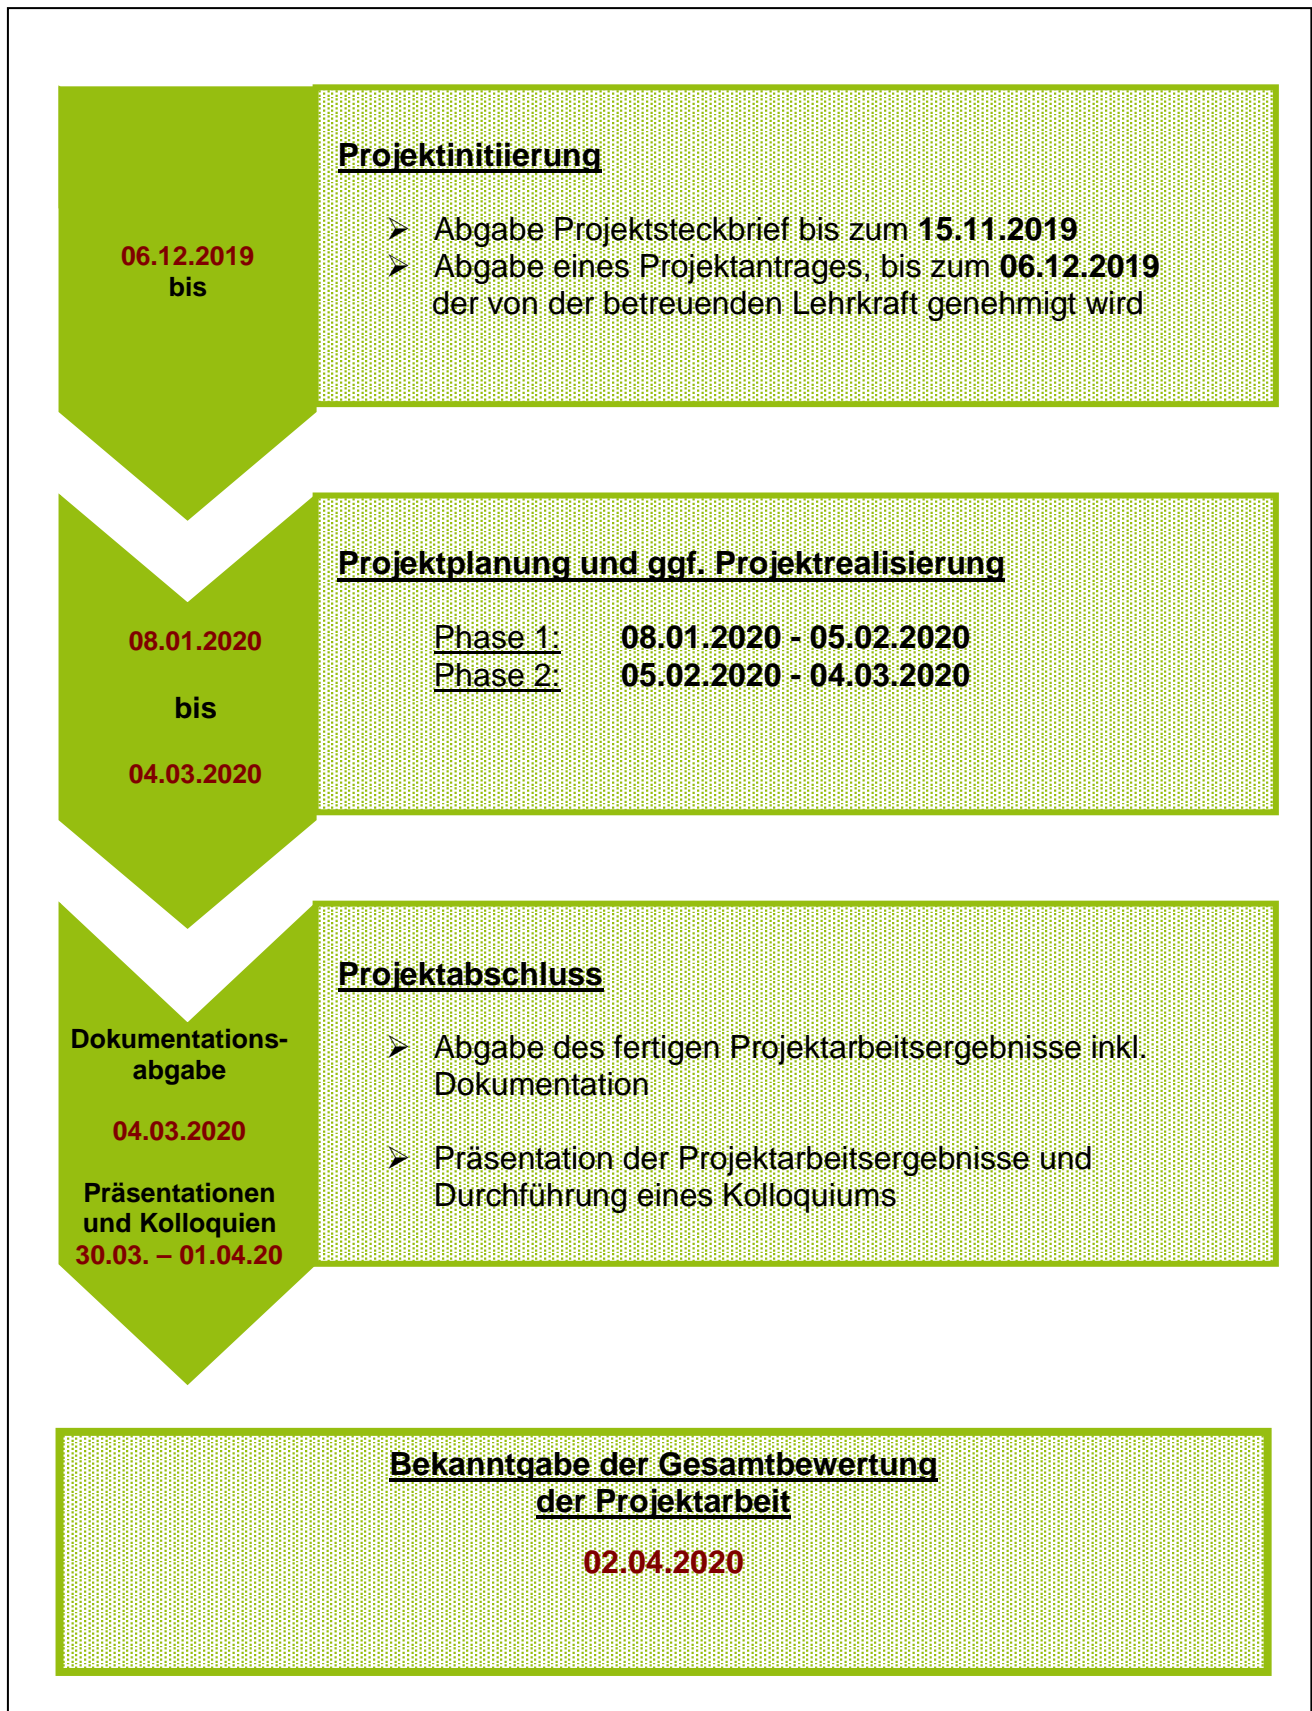 06.12.2019
bis
Projektinitiierung
➢ Abgabe Projektsteckbrief bis zum 15.11.2019
➢ Abgabe eines Projektantrages, bis zum 06.12.2019
der von der betreuenden Lehrkraft genehmigt wird
08.01.2020
bis
04.03.2020
Projektplanung und ggf. Projektrealisierung
Phase 1: 08.01.2020 - 05.02.2020
Phase 2: 05.02.2020 - 04.03.2020
Dokumentations-
abgabe
04.03.2020
Präsentationen
und Kolloquien
30.03. – 01.04.20
Projektabschluss
➢ Abgabe des fertigen Projektarbeitsergebnisse inkl.
Dokumentation
➢ Präsentation der Projektarbeitsergebnisse und
Durchführung eines Kolloquiums
Bekanntgabe der Gesamtbewertung
der Projektarbeit
02.04.2020